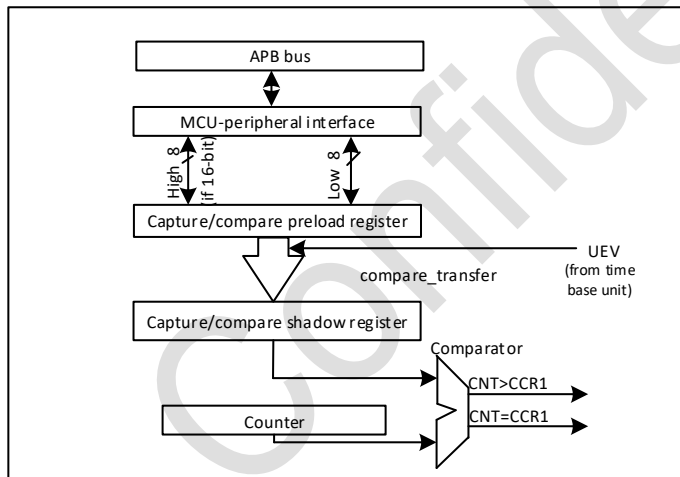 APB bus
MCU-peripheral interface
High 8
(if 16-bit)
Low 8
Capture/compare preload register
UEV
(from time
base unit)
compare_transfer
Capture/compare shadow register
Comparator
CNT>CCR1
CNT=CCR1
Counter
Confide